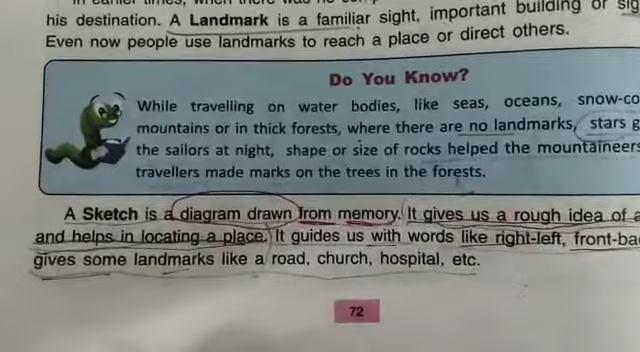 his destination. A Landmark is a familiar sight, important building or
Even now people use landmarks to reach a place or direct others.
Do You Know?
While travelling on water bodies, like seas, oceans,
mountains or in thick forests, where there are no landmarks, stars
the sailors at night, shape or size of rocks helped the mountaineers
travellers made marks on the trees in the forests.
A Sketch is a diagram drawn from memory. It gives us a rough idea of
and helps in locating a place. It guides us with words like right-left,
gives some landmarks like a road, church, hospital, etc.
72